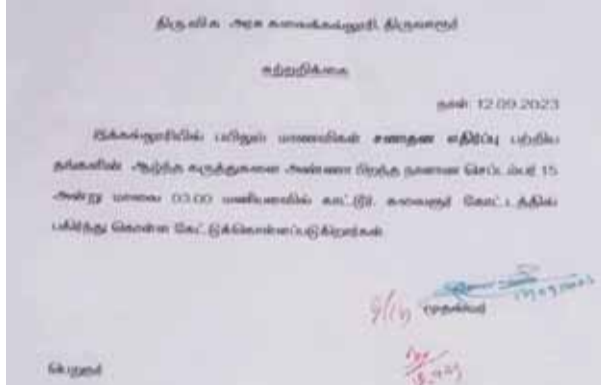 திரு.வி.க. அரசு கலைக்கல்லூரி, திருவாரூர்
சுற்றறிக்கை
நாள்: 12.09.2023
இக்கல்லூரியில் பயிலும் மாணவிகள் சனாதன எதிர்ப்பு பற்றிய
தங்களின் ஆழ்ந்த கருத்துகளை அண்ணா பிறந்த நாளான செப்டம்பர் 15
அன்று மாலை 03.00 மணியளவில் காட்டூர், கலைஞர் கோட்டத்தில்
பகிர்ந்து கொள்ள கேட்டுக்கொள்ளப்படுகிறார்கள்
முதல்வர்
பெறுநர்